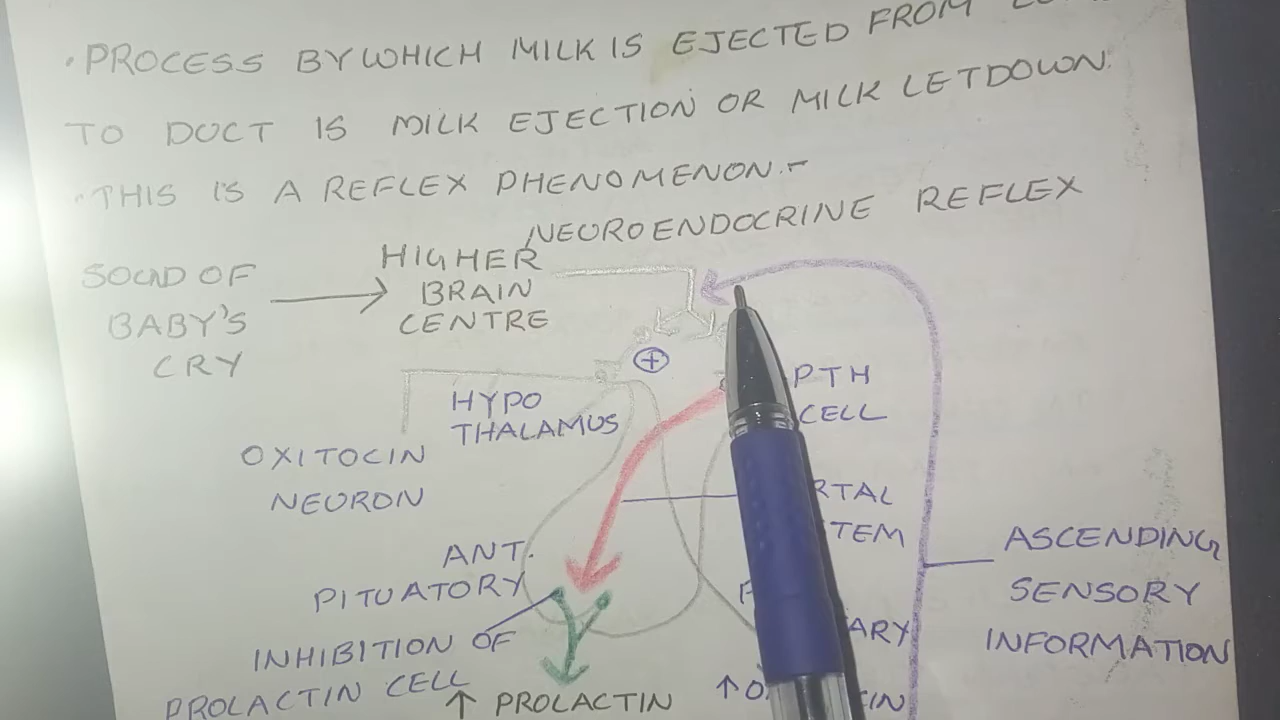 • PROCESS BY WHICH MILK IS EJECTED FROM
TO DUCT IS MILK EJECTION OR MILK LETDOWN.
• THIS IS A REFLEX PHENOMENON. -
NEUROENDOCRINE REFLEX
SOUND OF
BABY'S
CRY
HIGHER
BRAIN
CENTRE
+
HYPO
THALAMUS
PTH
CELL
OXITOCIN
NEURON
ANT.
PITUATORY
ASCENDING
SENSORY
INFORMATION
INHIBITION OF
PROLACTIN CELL
↑ PROLACTIN